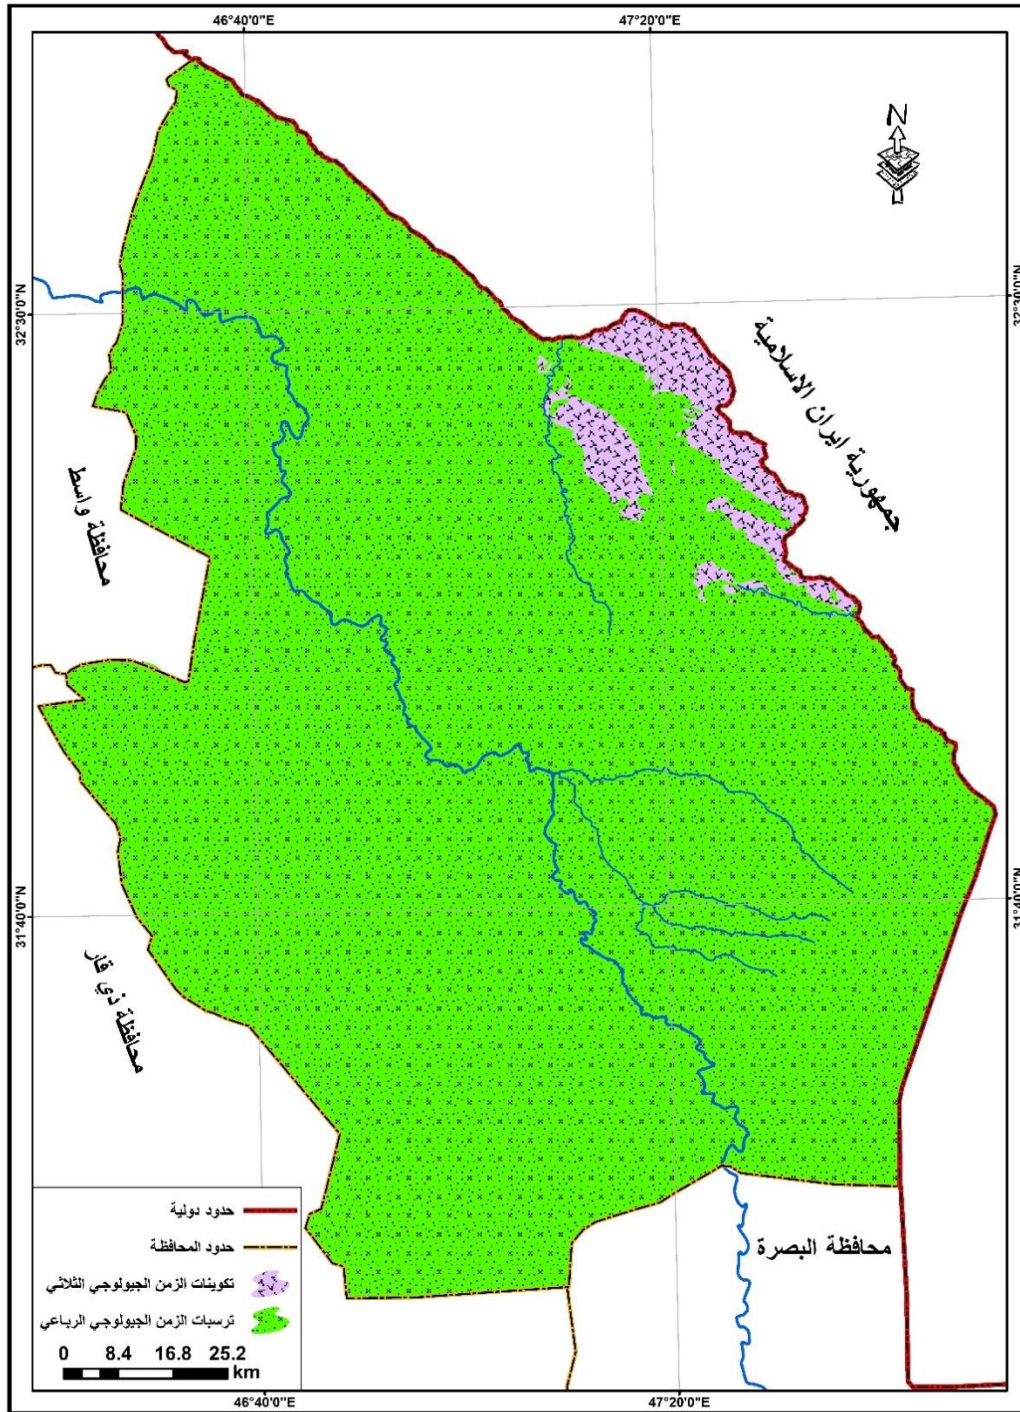 46°40'0"E
47°20'0"E
N
32°30'0"N
32°30'0"N
جمهورية ايران الاسلامية
محافظة واسط
31°40'0"N
31°40'0"N
محافظة ذي قار
محافظة البصرة
حدود دولية
حدود المحافظة
تكوينات الزمن الجيولوجي الثلاثي
ترسبات الزمن الجيولوجي الرباعي
0 8.4 16.8 25.2
km
46°40'0"E
47°20'0"E